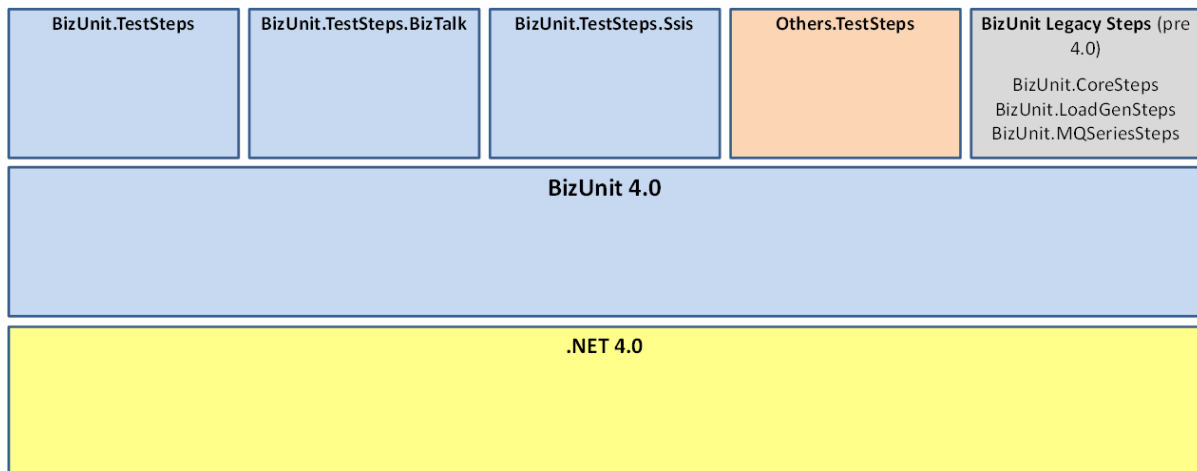 BizUnit.TestSteps
BizUnit.TestSteps.BizTalk
BizUnit.TestSteps.Ssis
Others.TestSteps
BizUnit Legacy Steps (pre
4.0)
BizUnit.CoreSteps
BizUnit.LoadGenSteps
BizUnit.MQSeriesSteps
BizUnit 4.0
.NET 4.0